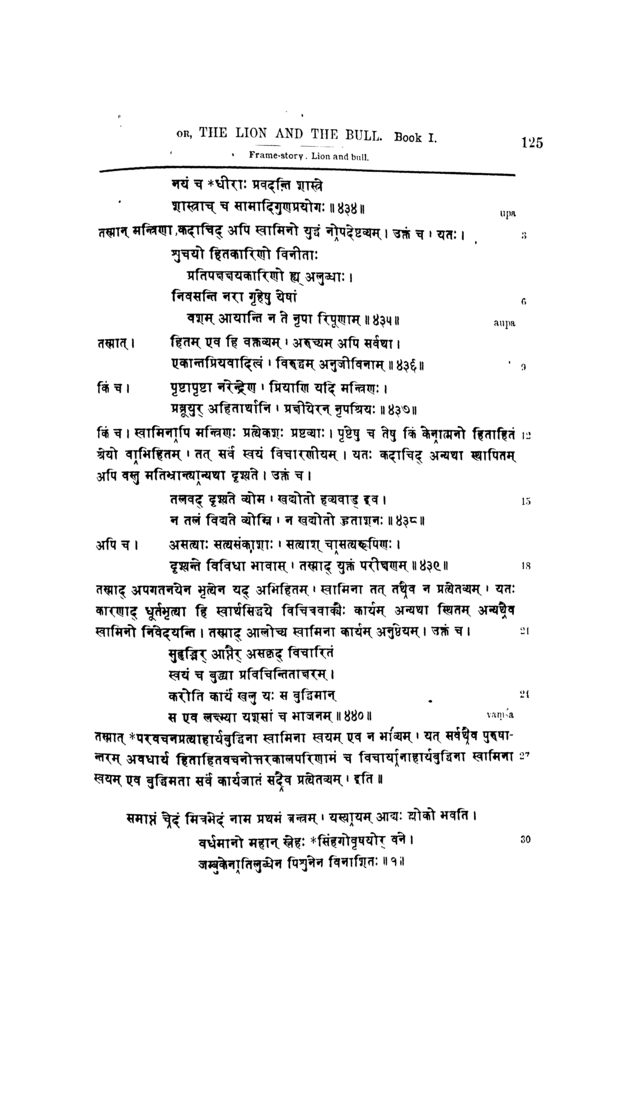 OR, THE LION AND THE BULL. Book I. 125
Frame-story. Lion and bull.
नयं च *धीराः प्रवदन्ति शास्त्रे
शास्त्राच् च सामादिगुणप्रयोगः ॥ ४३४॥ upa
तस्मान् मन्त्रिणा कदाचिद् अपि स्वामिनो युद्धं नोपदेष्टव्यम् । उक्तं च । यतः । 3
शुचयो हितकारिणो विनीताः
प्रतिपक्षक्षयकारिणो ह्य् अलुब्धाः ।
निवसन्ति नरा गृहेषु येषां 6
वशम् आयान्ति न ते नृपा रिपूणाम् ॥ ४३५॥ aupa
तस्मात् । हितम् एव हि वक्तव्यम् । अरुच्यम् अपि सर्वथा ।
एकान्तप्रियवादित्वं । विरुद्धम् अनुजीविनाम् ॥ ४३६॥ 9
किं च । पृष्टापृष्टा नरेन्द्रेण । प्रियाणि यदि मन्त्रिणः ।
प्रब्रूयुर् अहितार्थानि । प्रक्षीयेरन् नृपश्रियः ॥ ४३७॥
किं च । स्वामिनापि मन्त्रिणः प्रत्येकशः प्रष्टव्याः । पृष्टेषु च तेषु किं केनात्मनो हिताहितं 12
श्रेयो वाभिहितम् । तत् सर्वं स्वयं विचारणीयम् । यतः कदाचिद् अन्यथा स्थापितम्
अपि वस्तु मतिभ्रान्त्यान्यथा दृश्यते । उक्तं च ।
तलवद् दृश्यते व्योम । खद्योतो हव्यवाड् इव । 15
न तलं विद्यते व्योम्नि । न खद्योतो हुताशनः ॥ ४३८॥
अपि च । असत्याः सत्यसंकाशाः । सत्याश् चासत्यरूपिणः ।
दृश्यन्ते विविधा भावास् । तस्माद् युक्तं परीक्षणम् ॥ ४३९॥ 18
तस्माद् अपगतनयेन भृत्येन यद् अभिहितम् । स्वामिना तत् तथैव न प्रत्येतव्यम् । यतः
कारणाद् धूर्तभृत्या हि स्वार्थसिद्धये विचित्रवाक्यैः कार्यम् अन्यथा स्थितम् अन्यथैव
स्वामिनो निवेदयन्ति । तस्माद् आलोच्य स्वामिना कार्यम् अनुष्ठेयम् । उक्तं च । 21
सुहृद्भिर् आप्तैर् असकृद् विचारितं
स्वयं च बुद्ध्या प्रविचिन्तिताचरम् ।
करोति कार्यं खलु यः स बुद्धिमान् 24
स एव लक्ष्म्या यशसां च भाजनम् ॥ ४४०॥ vaṃśa
तस्मात् *परवचनप्रत्याहार्यबुद्धिना स्वामिना स्वयम् एव न भाव्यम् । यत् सर्वथैव पुरुषा-
न्तरम् अवधार्य हिताहितवचनोत्तरकालपरिणामं च विचार्यानाहार्यबुद्धिना स्वामिना 27
स्वयम् एव बुद्धिमता सर्वं कार्यजातं सदैव प्रत्येतव्यम् । इति ॥
समाप्तं चेदं मित्रभेदं नाम प्रथमं तन्त्रम् । यस्यायम् आद्यः श्लोको भवति ।
वर्धमानो महान् स्नेहः *सिंहगोवृषयोर् वने । 30
जम्बुकेनातिलुब्धेन पिशुनेन विनाशितः ॥ १॥